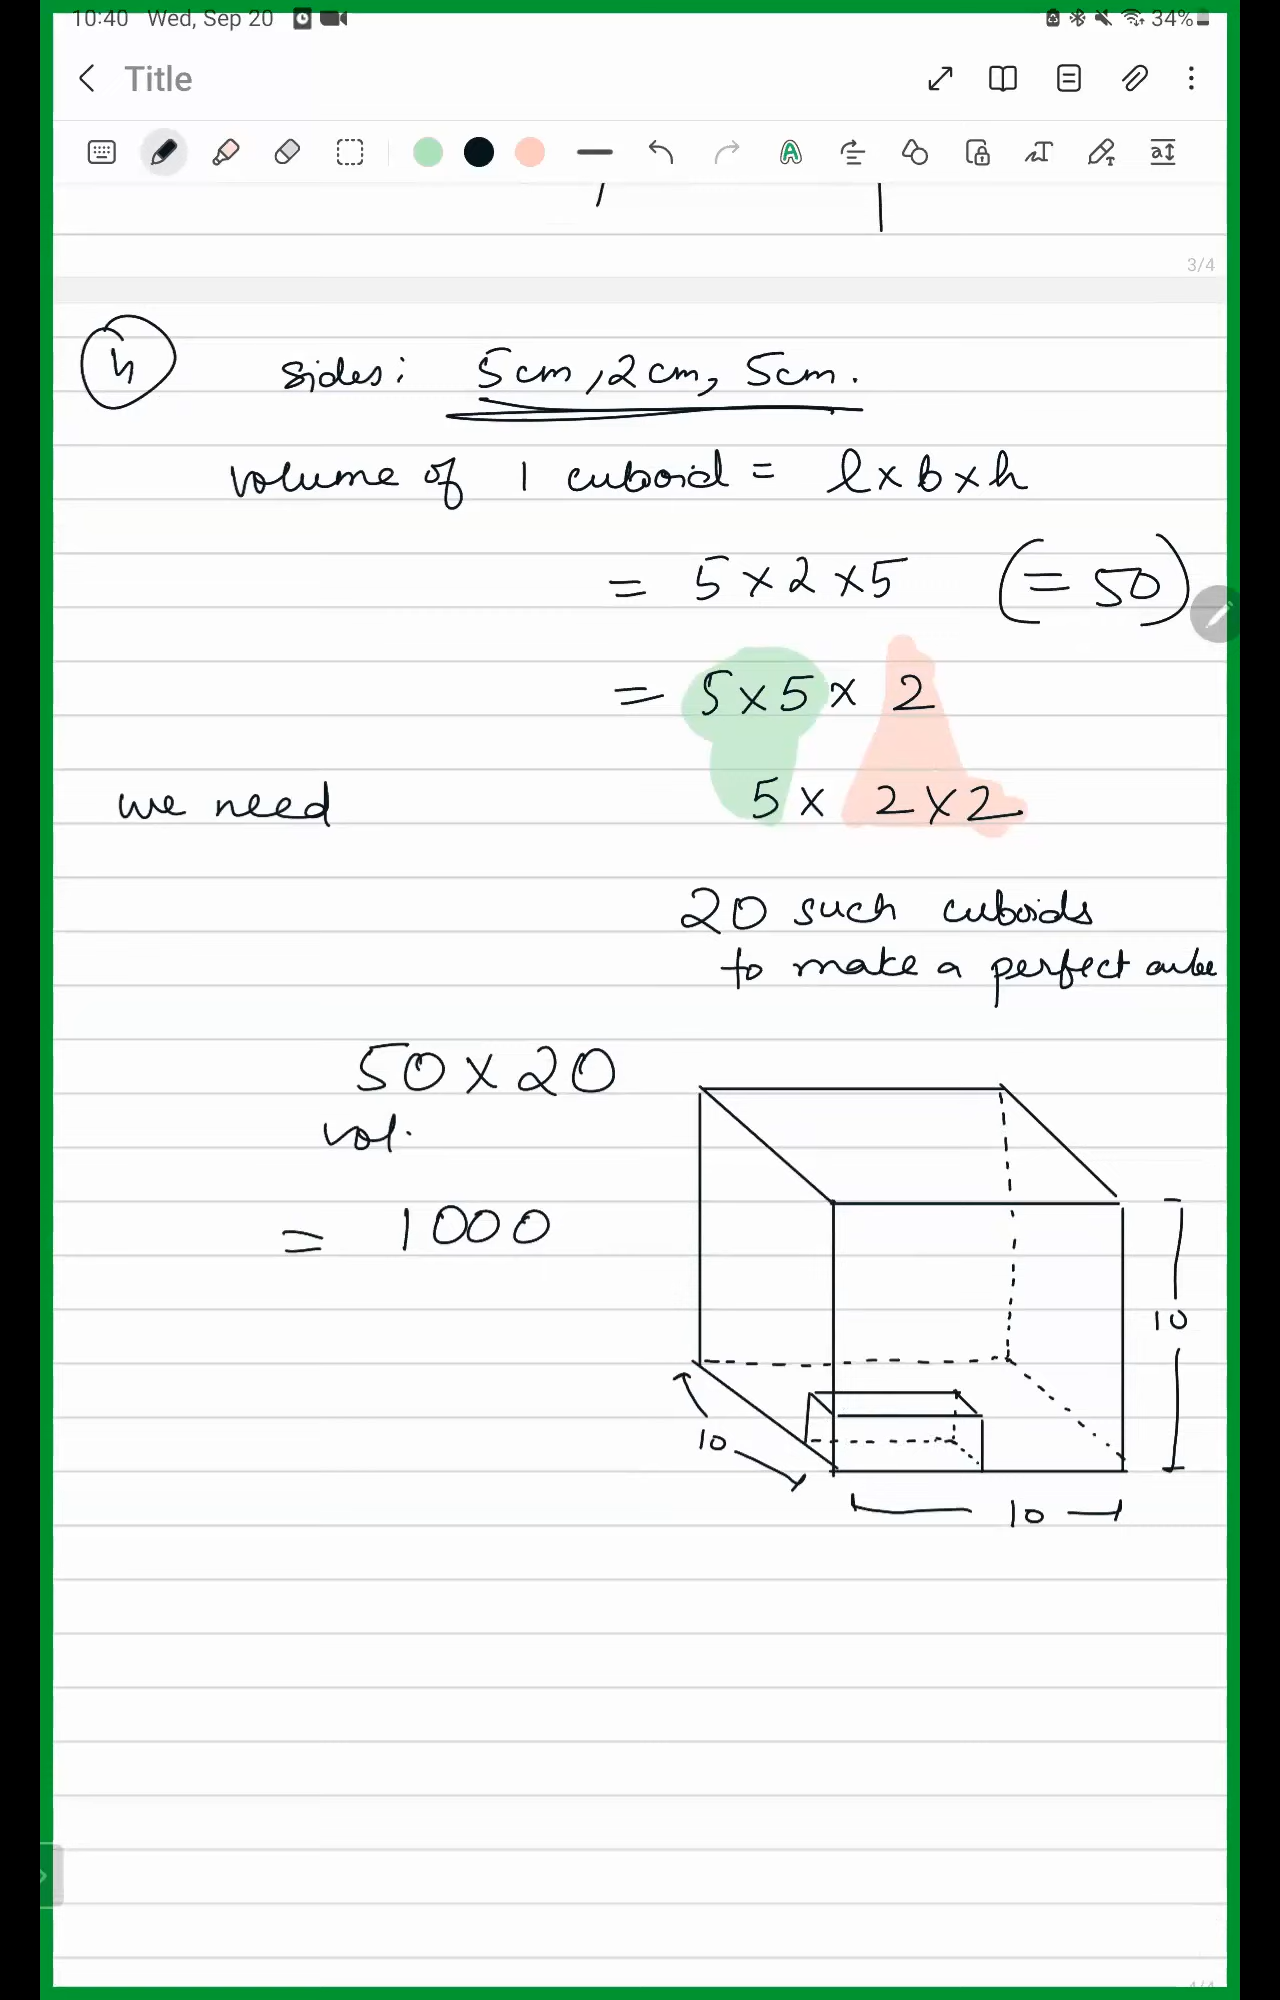 10:40 Wed, Sep 20 34%
Title
3/4
4 sides: 5cm, 2cm, 5cm.
volume of 1 cuboid = l×b×h
= 5×2×5 (= 50)
= 5×5× 2
we need 5× 2×2
20 such cuboids
to make a perfect cube
50×20
vol.
= 1000
10
10
10